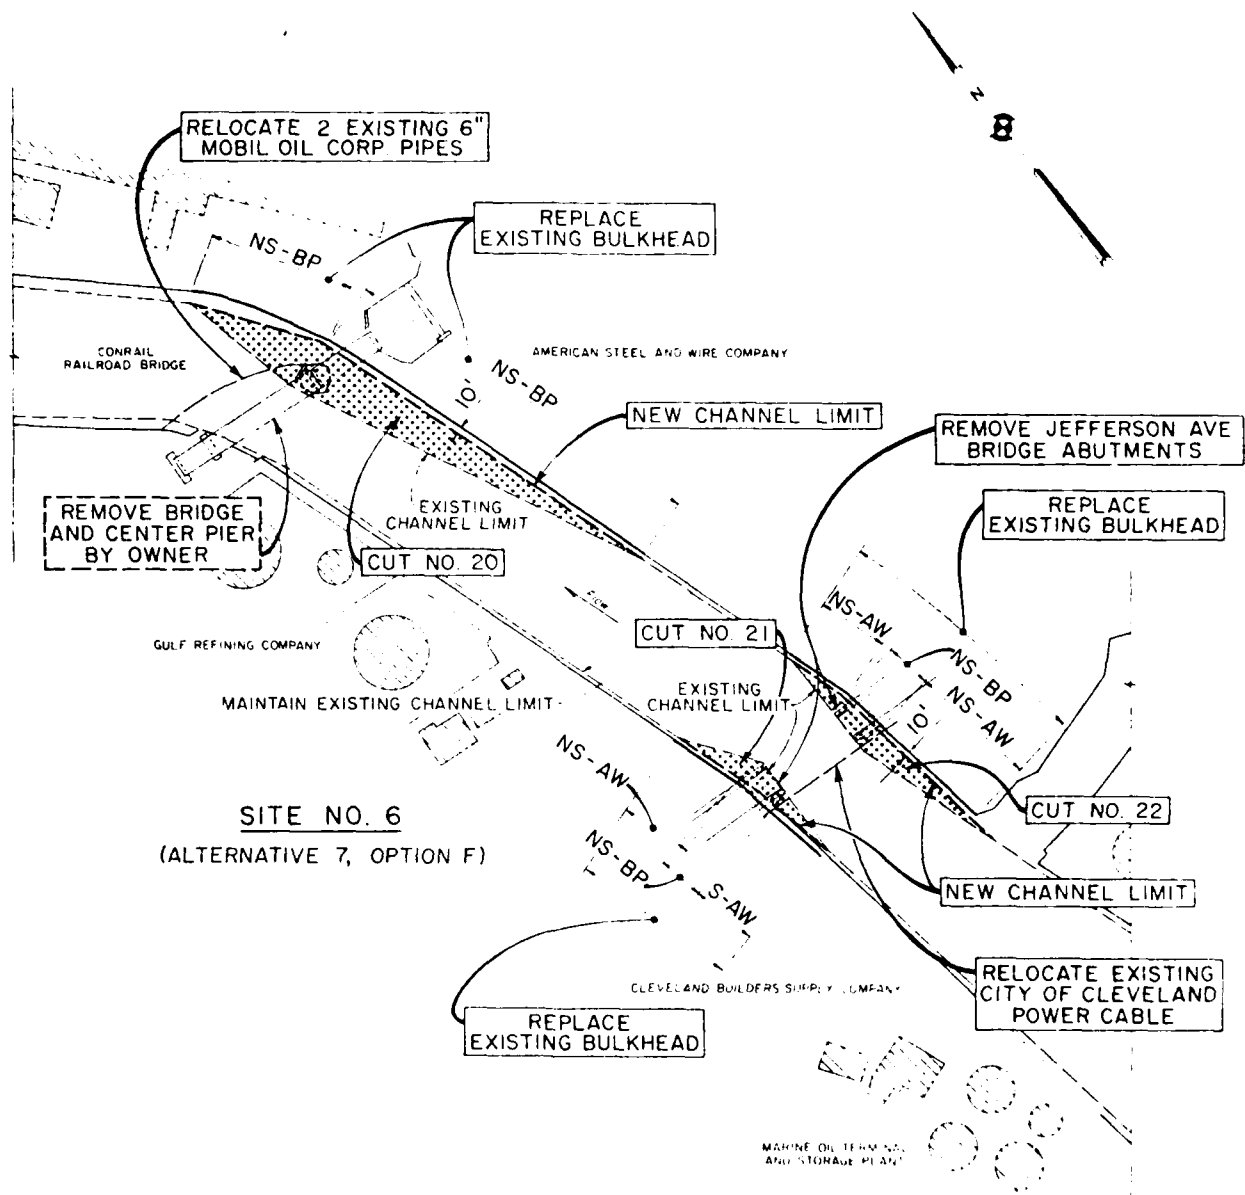 N
RELOCATE 2 EXISTING 6"
MOBIL OIL CORP. PIPES
REPLACE
EXISTING BULKHEAD
NS-BP
CONRAIL
RAILROAD BRIDGE
AMERICAN STEEL AND WIRE COMPANY
NS-BP
10'
NEW CHANNEL LIMIT
REMOVE JEFFERSON AVE
BRIDGE ABUTMENTS
REMOVE BRIDGE
AND CENTER PIER
BY OWNER
EXISTING
CHANNEL LIMIT
CUT NO. 20
REPLACE
EXISTING BULKHEAD
FLOW
NS-AW
CUT NO. 21
GULF REFINING COMPANY
NS-BP
NS-AW
EXISTING
CHANNEL LIMIT
MAINTAIN EXISTING CHANNEL LIMIT
10'
NS-AW
CUT NO. 22
SITE NO. 6
(ALTERNATIVE 7, OPTION F)
NS-BP
S-AW
NEW CHANNEL LIMIT
RELOCATE EXISTING
CITY OF CLEVELAND
POWER CABLE
CLEVELAND BUILDERS SUPPLY COMPANY
REPLACE
EXISTING BULKHEAD
MARINE OIL TERMINAL
AND STORAGE PLANT